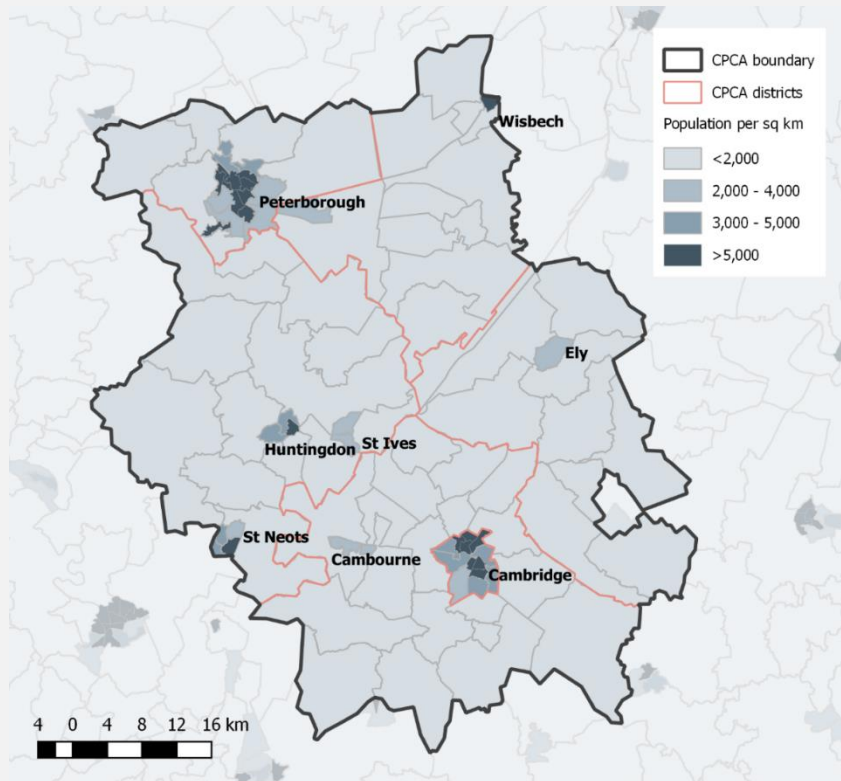 CPCA boundary
CPCA districts
Population per sq km
<2,000
2,000 - 4,000
3,000 - 5,000
>5,000
Wisbech
Peterborough
Ely
St Ives
Huntingdon
St Neots
Cambourne
Cambridge
4 0 4 8 12 16 km